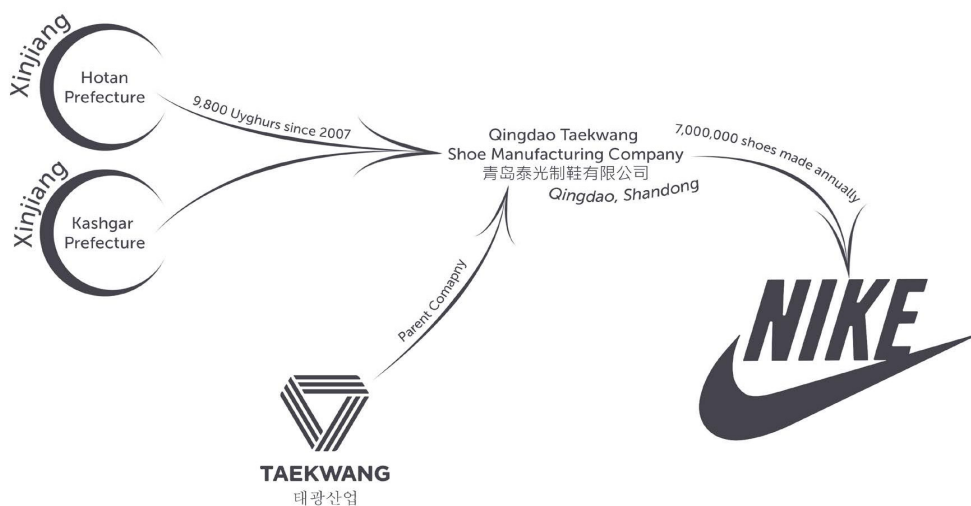 Xinjiang
Hotan
Prefecture
9,800 Uyghurs since 2007
Xinjiang
Kashgar
Prefecture
Qingdao Taekwang
Shoe Manufacturing Company
青岛泰光制鞋有限公司
Qingdao, Shandong
7,000,000 shoes made annually
Parent Comapny
NIKE
TAEKWANG
태광산업